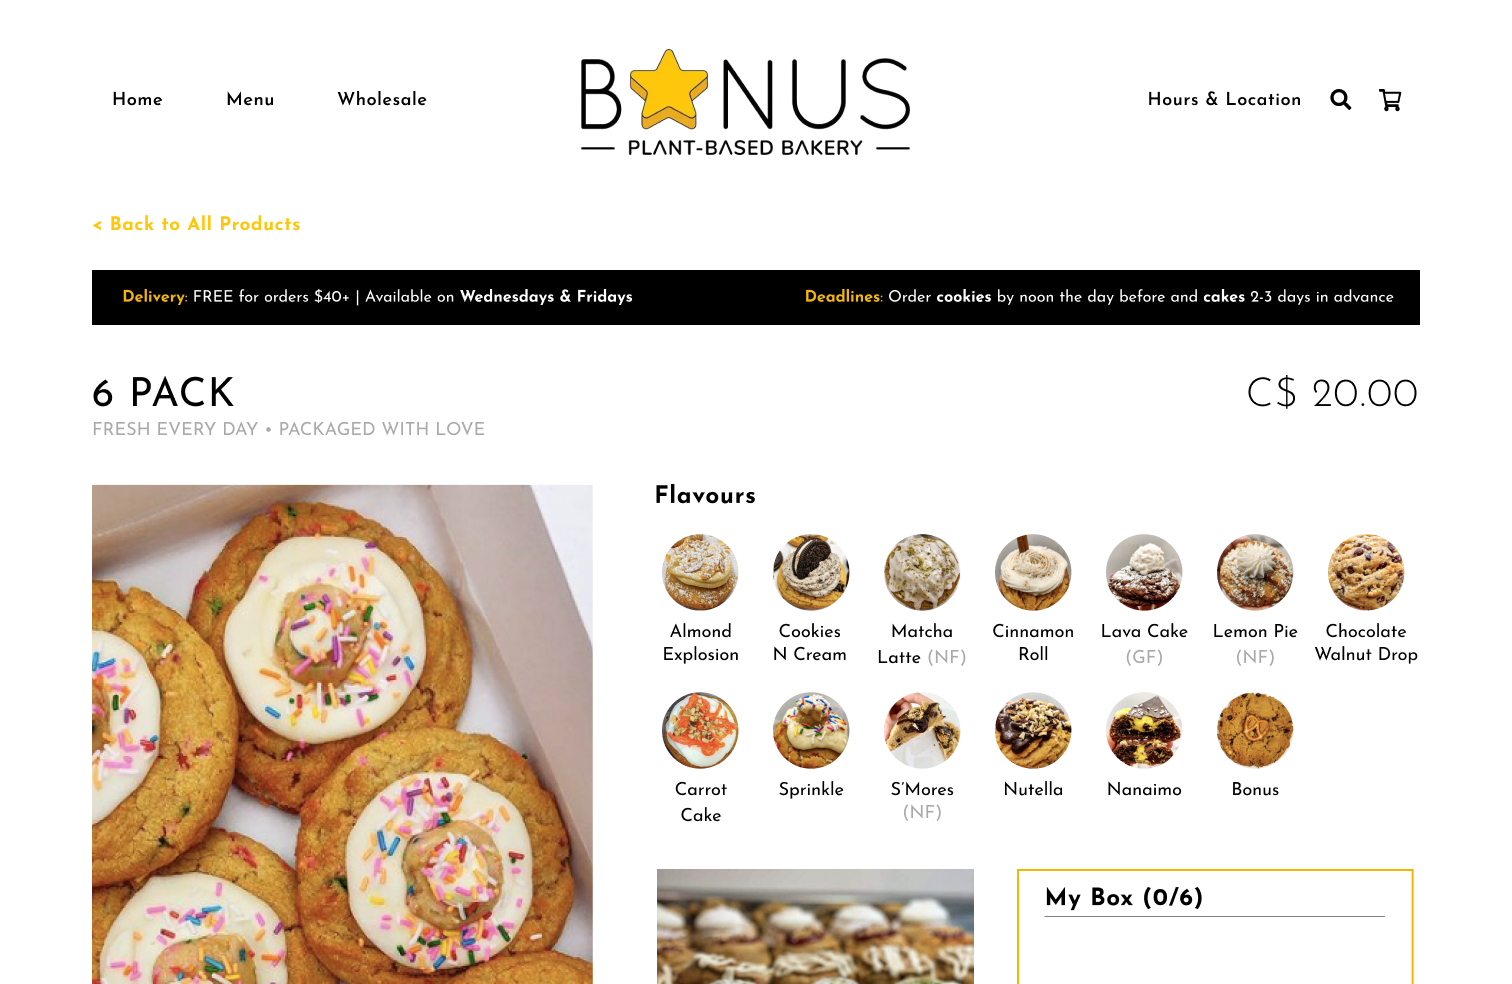 Home
Menu
Wholesale
BONUS
PLANT-BASED BAKERY
Hours & Location
< Back to All Products
Delivery: FREE for orders $40+ | Available on Wednesdays & Fridays
Deadlines: Order cookies by noon the day before and cakes 2-3 days in advance
6 PACK
C$ 20.00
FRESH EVERY DAY • PACKAGED WITH LOVE
Flavours
Almond
Explosion
Cookies
N Cream
Matcha
Latte (NF)
Cinnamon
Roll
Lava Cake
(GF)
Lemon Pie
(NF)
Chocolate
Walnut Drop
Carrot
Cake
Sprinkle
S'Mores
(NF)
Nutella
Nanaimo
Bonus
My Box (0/6)